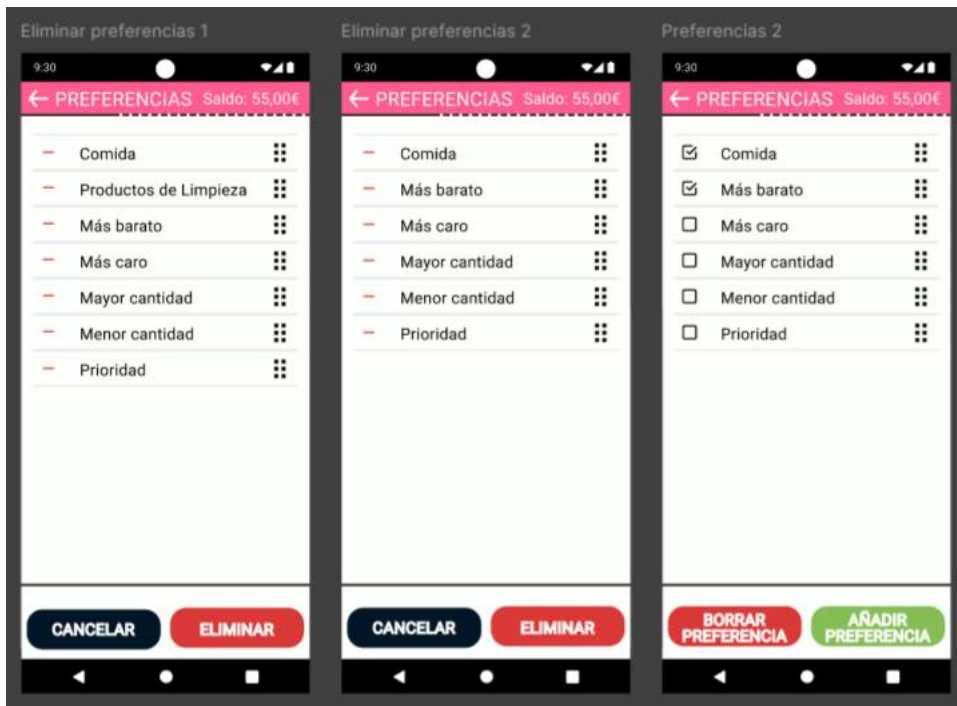 Eliminar preferencias 1
9:30
PREFERENCIAS Saldo: 55,00€
Comida
Productos de Limpieza
Más barato
Más caro
Mayor cantidad
Menor cantidad
Prioridad
CANCELAR ELIMINAR
Eliminar preferencias 2
9:30
PREFERENCIAS Saldo: 55,00€
Comida
Más barato
Más caro
Mayor cantidad
Menor cantidad
Prioridad
CANCELAR ELIMINAR
Preferencias 2
9:30
PREFERENCIAS Saldo: 55,00€
Comida
Más barato
Más caro
Mayor cantidad
Menor cantidad
Prioridad
BORRAR
PREFERENCIA
AÑADIR
PREFERENCIA